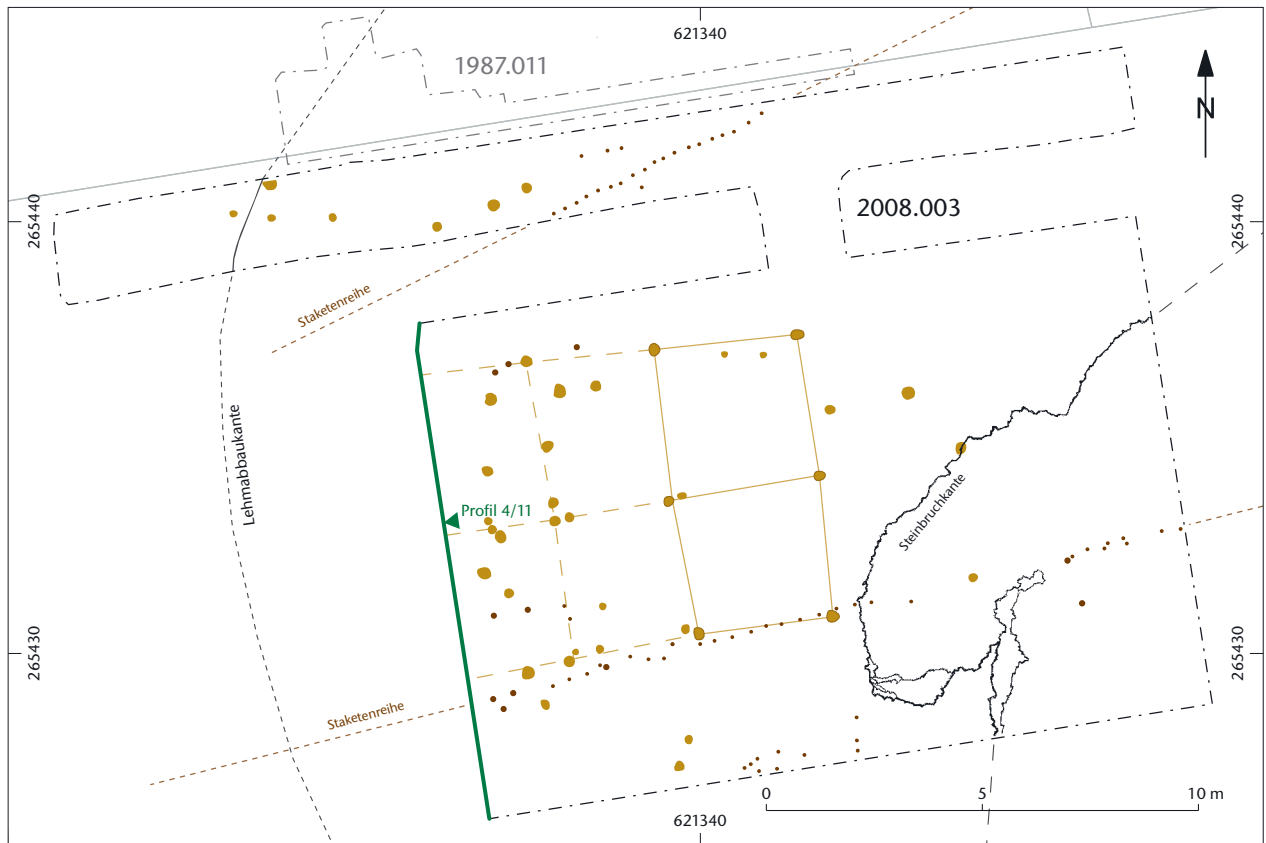 621340
1987.011
N
265440
2008.003
265440
Staketenreihe
Lehmabbaukante
Profil 4/11
Steinbruchkante
265430
265430
Staketenreihe
0 5 10 m
621340